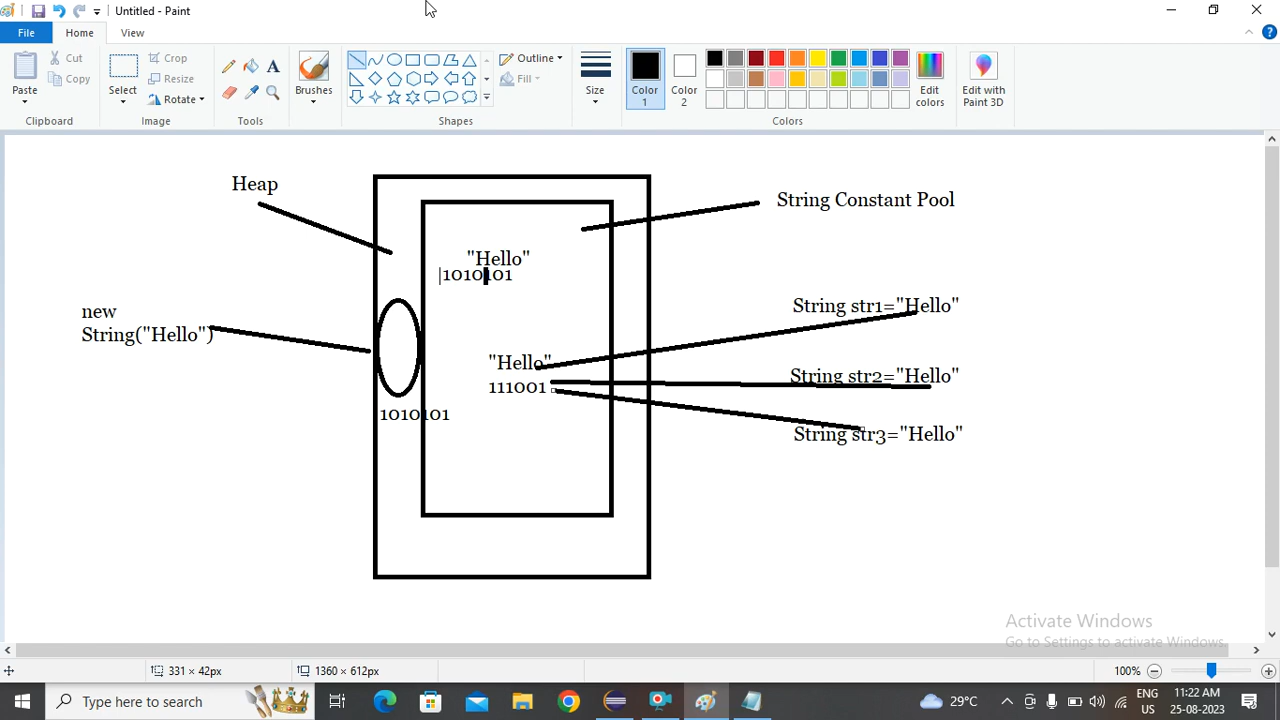 Untitled - Paint
File
Home
View
Paste
Cut
Copy
Clipboard
Select
Crop
Resize
Rotate
Image
Tools
Brushes
Shapes
Outline
Fill
Size
Color 1
Color 2
Edit colors
Colors
Edit with Paint 3D
Heap
String Constant Pool
"Hello"
1010101
new
String("Hello")
String str1="Hello"
"Hello"
111001
String str2="Hello"
1010101
String str3="Hello"
Activate Windows
Go to Settings to activate Windows.
331 × 42px
1360 × 612px
100%
Type here to search
29°C
ENG
US
11:22 AM
25-08-2023